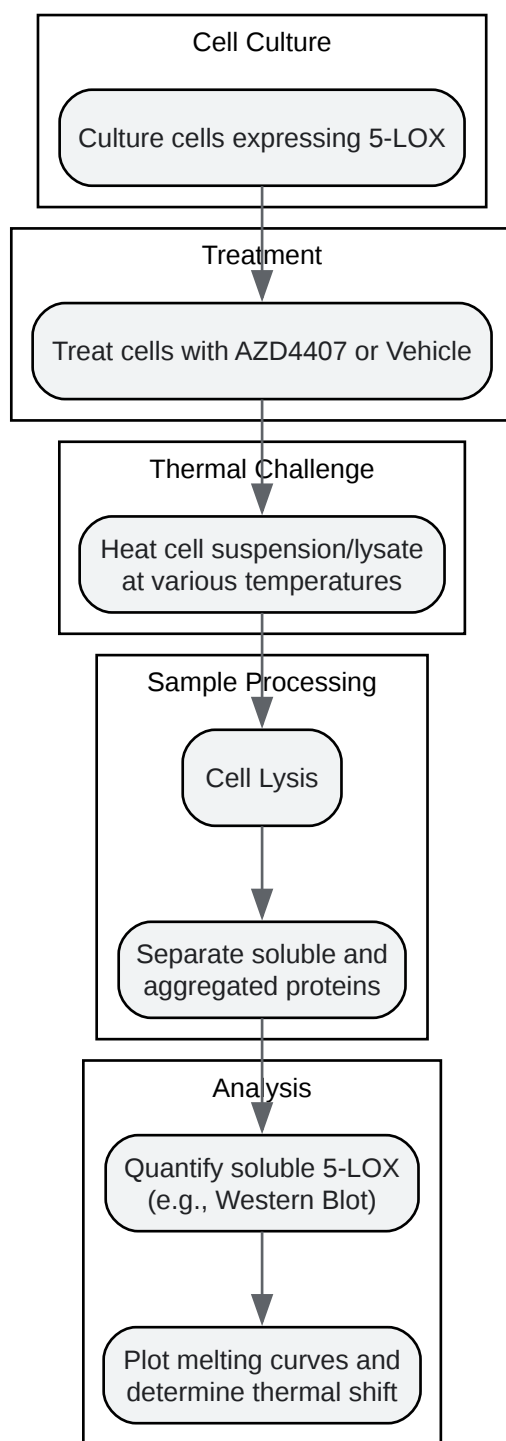 Cell Culture
Culture cells expressing 5-LOX
Treatment
Treat cells with AZD4407 or Vehicle
Thermal Challenge
Heat cell suspension/lysate
at various temperatures
Sample Processing
Cell Lysis
Separate soluble and
aggregated proteins
Analysis
Quantify soluble 5-LOX
(e.g., Western Blot)
Plot melting curves and
determine thermal shift